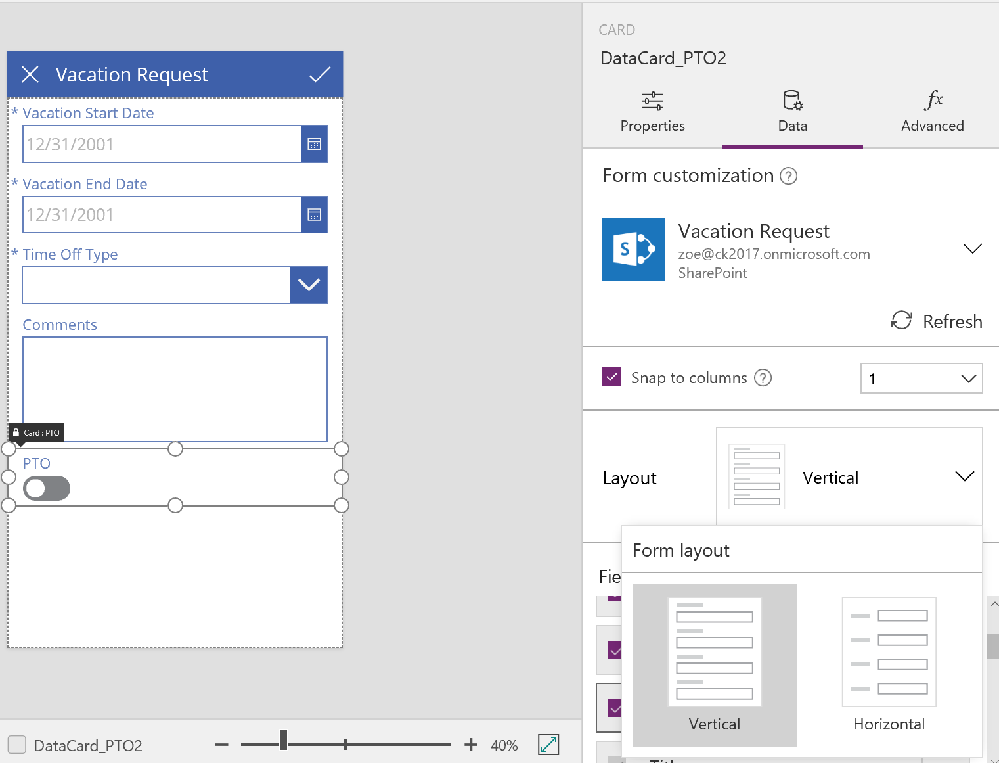 Vacation Request
* Vacation Start Date
12/31/2001
* Vacation End Date
12/31/2001
* Time Off Type
Comments
Card : PTO
PTO
DataCard_PTO2
40%
CARD
DataCard_PTO2
Properties
Data
fx
Advanced
Form customization ?
S
Vacation Request
zoe@ck2017.onmicrosoft.com
SharePoint
Refresh
Snap to columns ?
1
Layout
Vertical
Form layout
Fie
Vertical
Horizontal